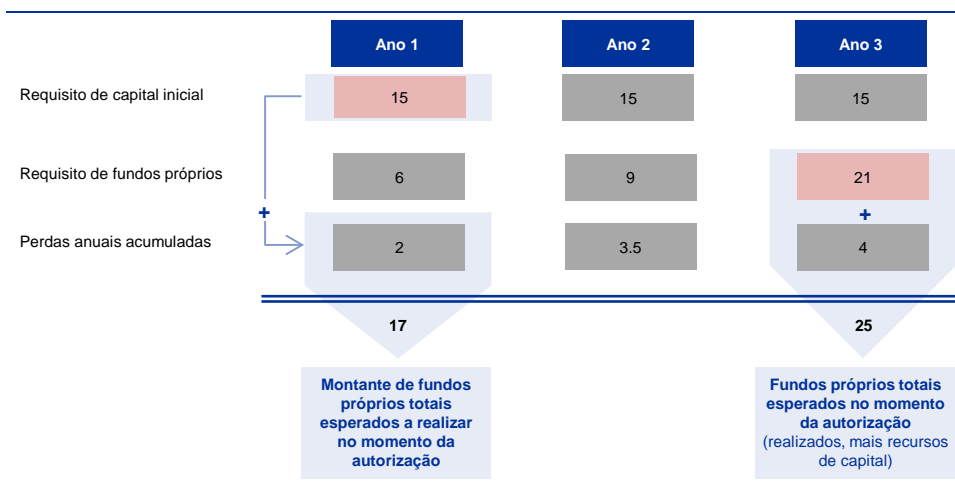 Ano 1 Ano 2 Ano 3
Requisito de capital inicial 15 15 15
Requisito de fundos próprios 6 9 21
+ +
Perdas anuais acumuladas 2 3.5 4
17 25
Montante de fundos
próprios totais
esperados a realizar
no momento da
autorização
Fundos próprios totais
esperados no momento
da autorização
(realizados, mais recursos
de capital)